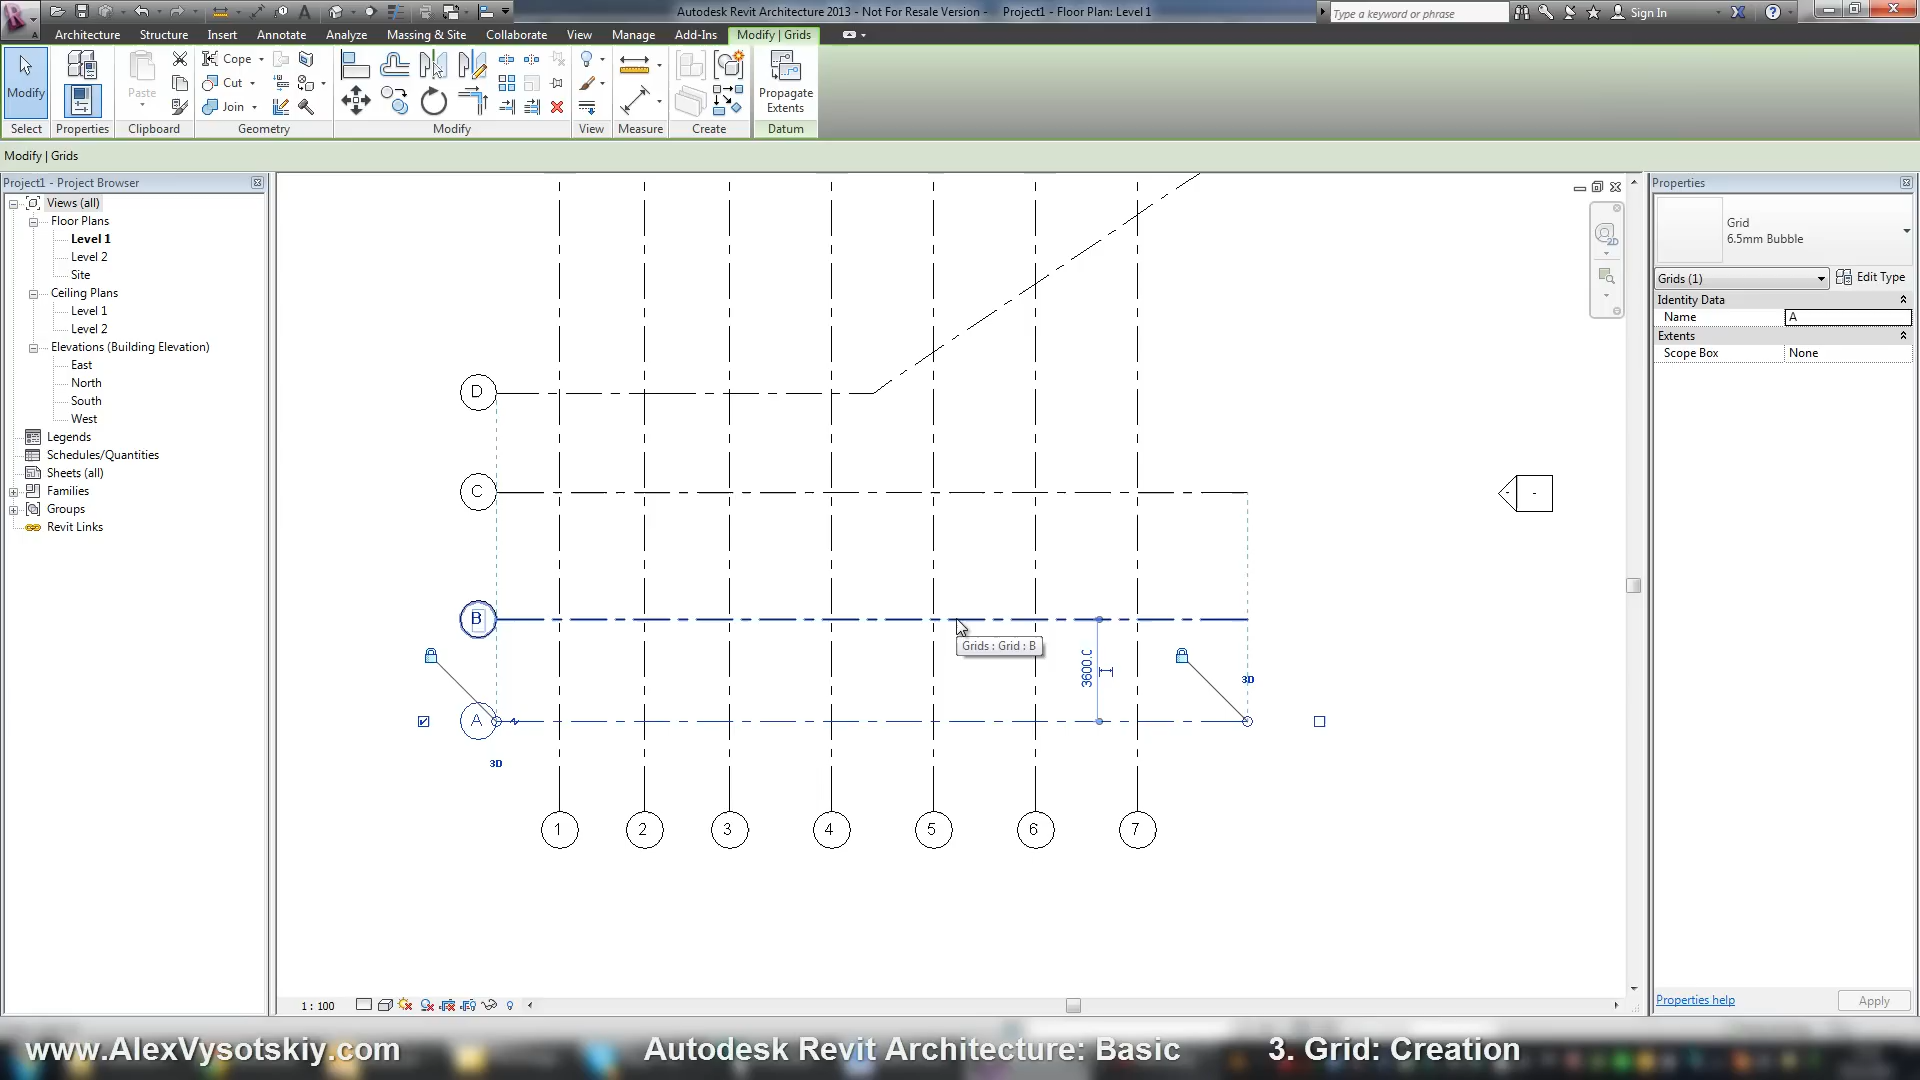 Autodesk Revit Architecture 2013 - Not For Resale Version -    Project1 - Floor Plan: Level 1
Type a keyword or phrase
Sign In
Architecture
Structure
Insert
Annotate
Analyze
Massing & Site
Collaborate
View
Manage
Add-Ins
Modify | Grids
Modify
Paste
Cope
Cut
Join
Propagate
Extents
Select
Properties
Clipboard
Geometry
Modify
View
Measure
Create
Datum
Modify | Grids
Project1 - Project Browser
Views (all)
Floor Plans
Level 1
Level 2
Site
Ceiling Plans
Level 1
Level 2
Elevations (Building Elevation)
East
North
South
West
Legends
Schedules/Quantities
Sheets (all)
Families
Groups
Revit Links
2D
D
C
B
Grids : Grid : B
3600.0
3D
A
3D
1
2
3
4
5
6
7
1 : 100
Properties
Grid
6.5mm Bubble
Grids (1)
Edit Type
Identity Data
Name
A
Extents
Scope Box
None
Properties help
Apply
www.AlexVysotskiy.com
Autodesk Revit Architecture: Basic
3. Grid: Creation